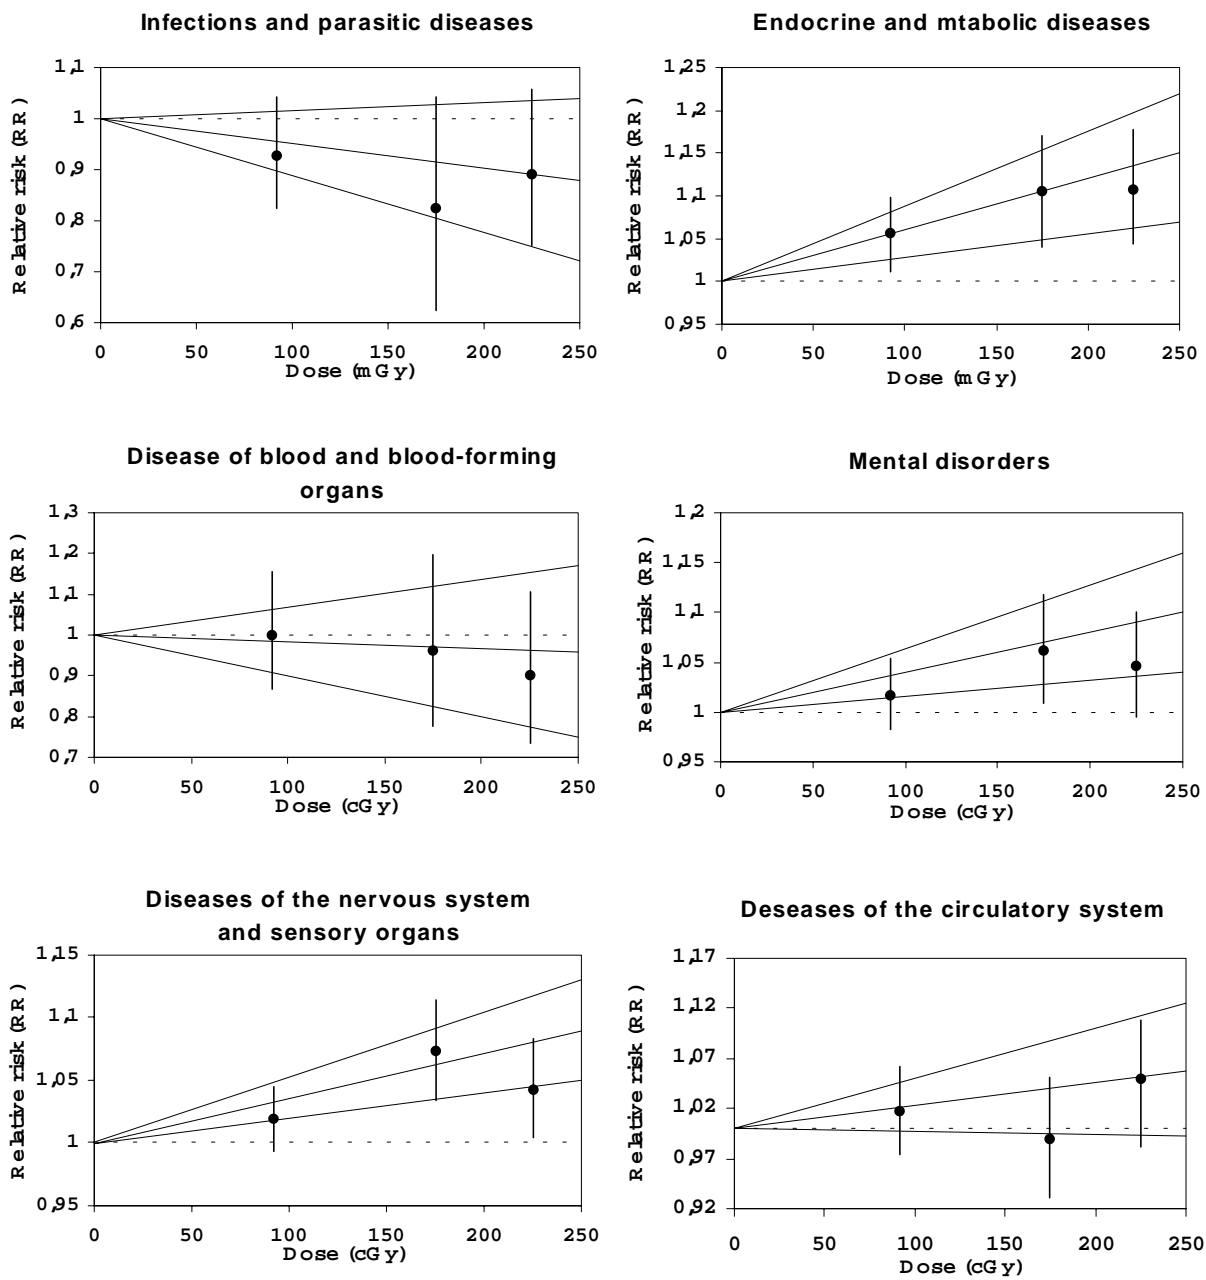 Infections and parasitic diseases
Relative risk (RR)
1,1
1
0,9
0,8
0,7
0,6
0 50 100 150 200 250
Dose (mGy)
Endocrine and mtabolic diseases
Relative risk (RR)
1,25
1,2
1,15
1,1
1,05
1
0,95
0 50 100 150 200 250
Dose (mGy)
Disease of blood and blood-forming
organs
Relative risk (RR)
1,3
1,2
1,1
1
0,9
0,8
0,7
0 50 100 150 200 250
Dose (cGy)
Mental disorders
Relative risk (RR)
1,2
1,15
1,1
1,05
1
0,95
0 50 100 150 200 250
Dose (cGy)
Diseases of the nervous system
and sensory organs
Relative risk (RR)
1,15
1,1
1,05
1
0,95
0 50 100 150 200 250
Dose (cGy)
Deseases of the circulatory system
Relative risk (RR)
1,17
1,12
1,07
1,02
0,97
0,92
0 50 100 150 200 250
Dose (cGy)